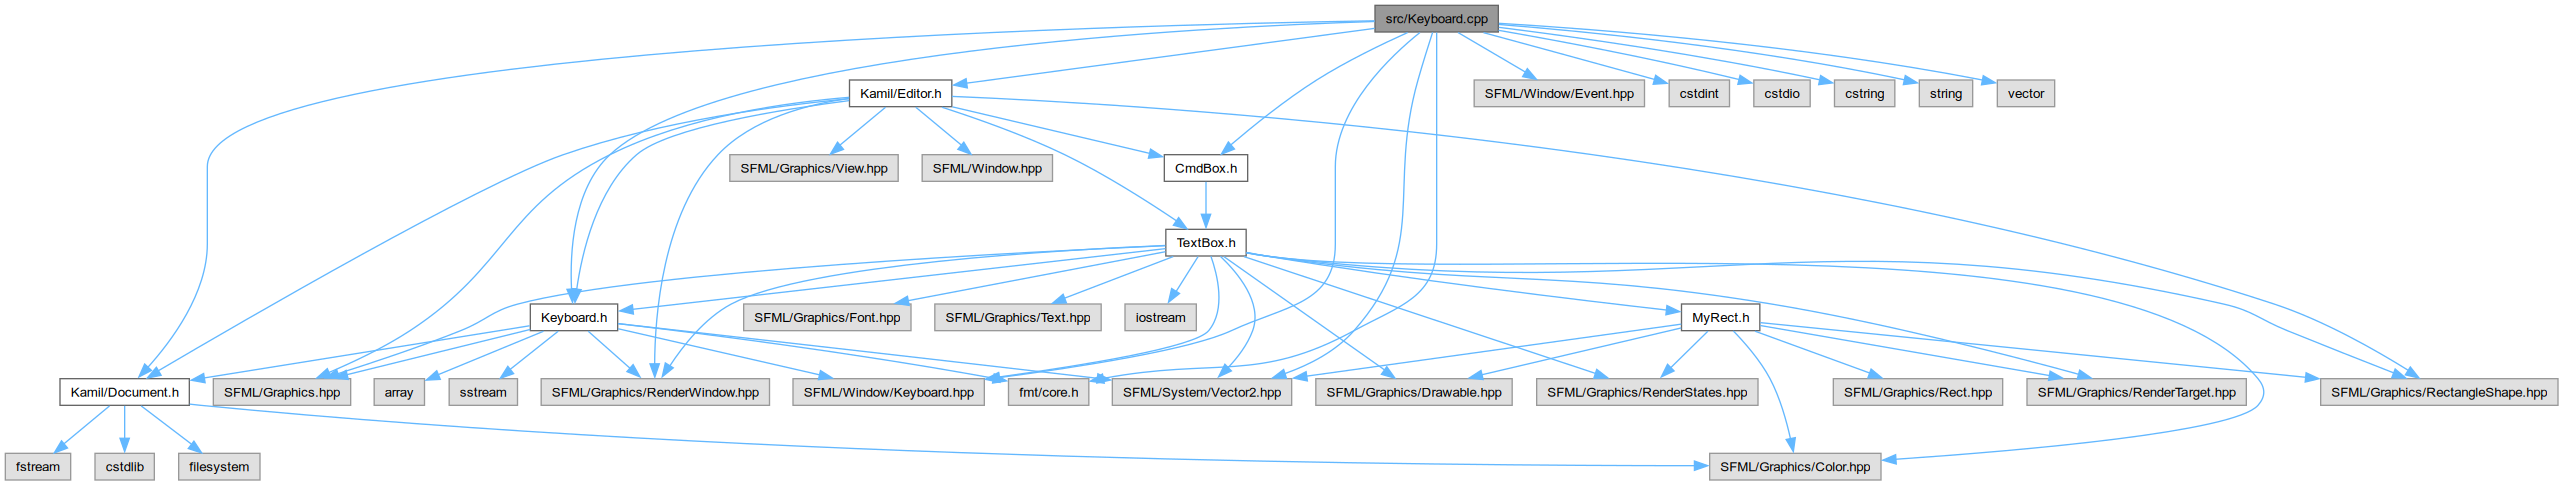 src/Keyboard.cpp
Kamil/Editor.h
SFML/Window/Event.hpp
cstdint
cstdio
cstring
string
vector
SFML/Graphics/View.hpp
SFML/Window.hpp
CmdBox.h
TextBox.h
Keyboard.h
SFML/Graphics/Font.hpp
SFML/Graphics/Text.hpp
iostream
MyRect.h
Kamil/Document.h
SFML/Graphics.hpp
array
sstream
SFML/Graphics/RenderWindow.hpp
SFML/Window/Keyboard.hpp
fmt/core.h
SFML/System/Vector2.hpp
SFML/Graphics/Drawable.hpp
SFML/Graphics/RenderStates.hpp
SFML/Graphics/Rect.hpp
SFML/Graphics/RenderTarget.hpp
SFML/Graphics/RectangleShape.hpp
fstream
cstdlib
filesystem
SFML/Graphics/Color.hpp